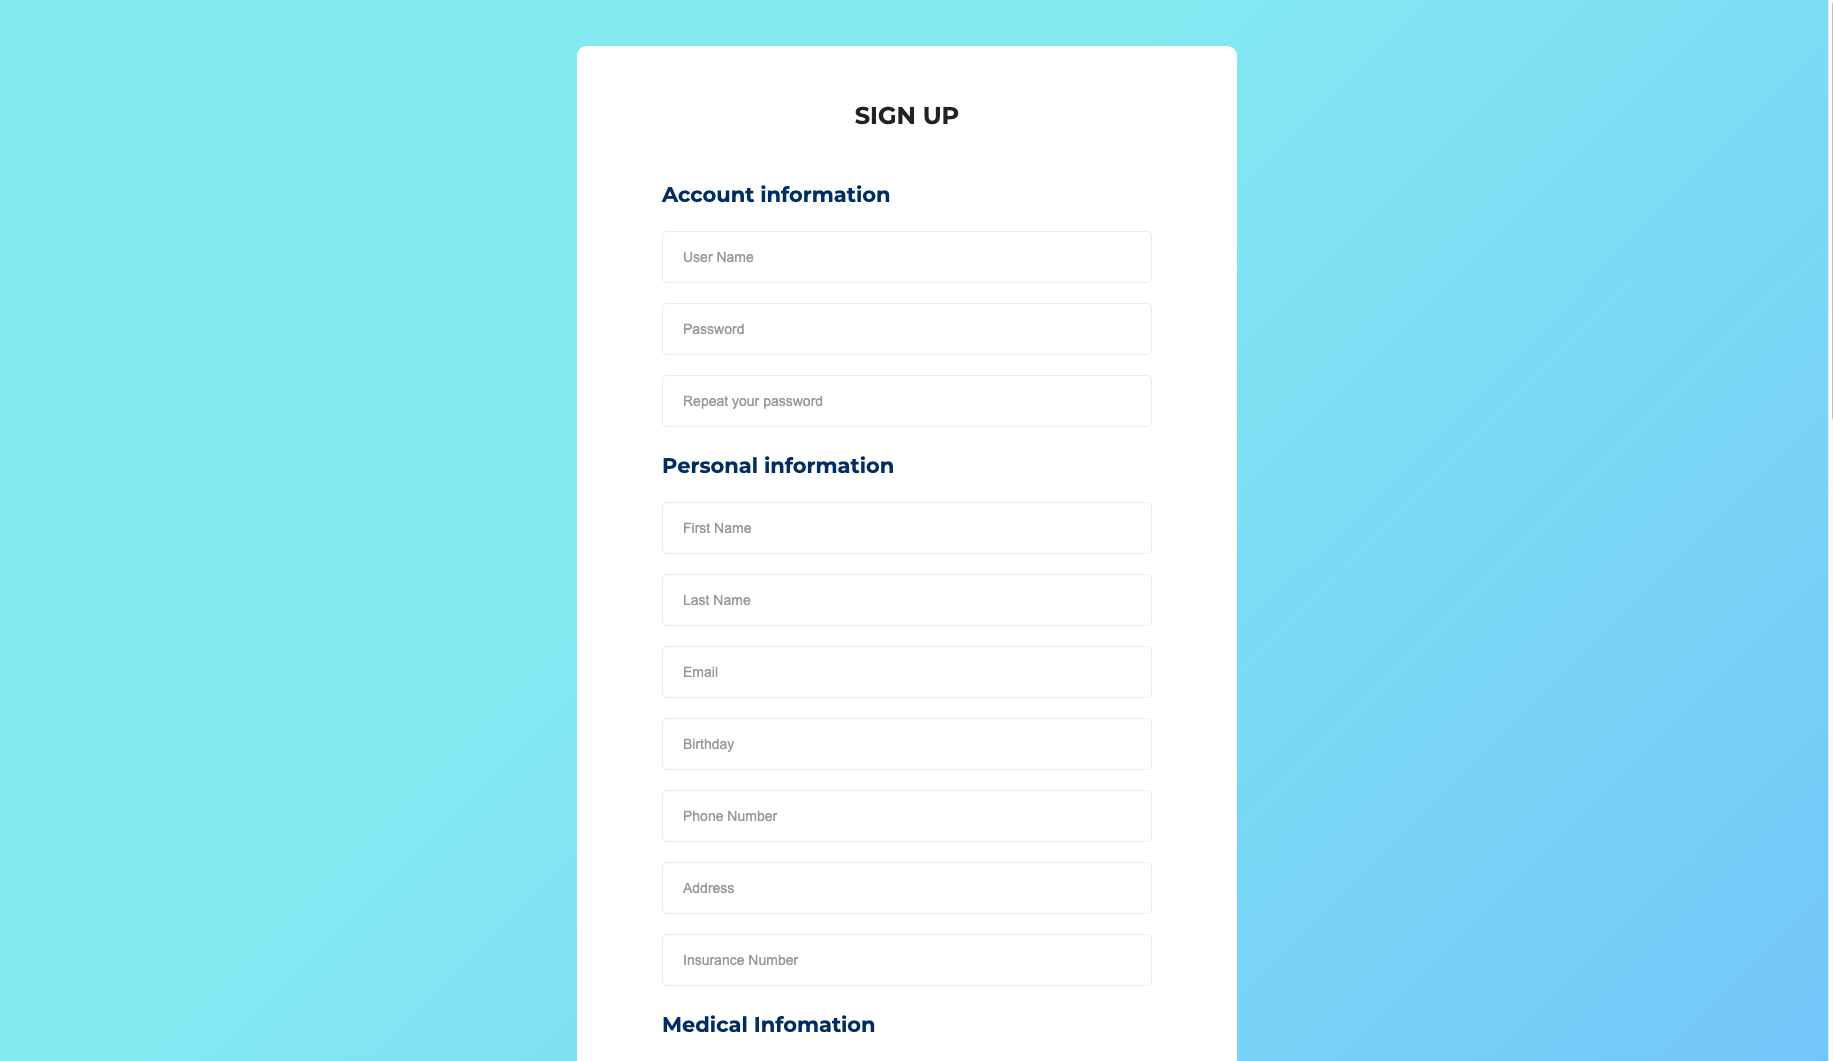 SIGN UP
Account information
User Name
Password
Repeat your password
Personal information
First Name
Last Name
Email
Birthday
Phone Number
Address
Insurance Number
Medical Infomation